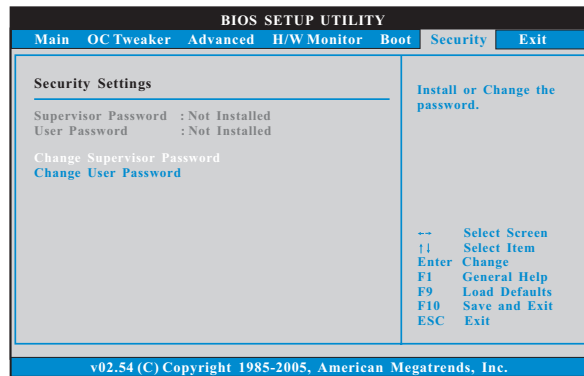 BIOS SETUP UTILITY
Main OC Tweaker Advanced H/W Monitor Boot Security Exit
Security Settings
Supervisor Password : Not Installed
User Password : Not Installed
Change Supervisor Password
Change User Password
Install or Change the
password.
←→ Select Screen
↑↓ Select Item
Enter Change
F1 General Help
F9 Load Defaults
F10 Save and Exit
ESC Exit
v02.54 (C) Copyright 1985-2005, American Megatrends, Inc.